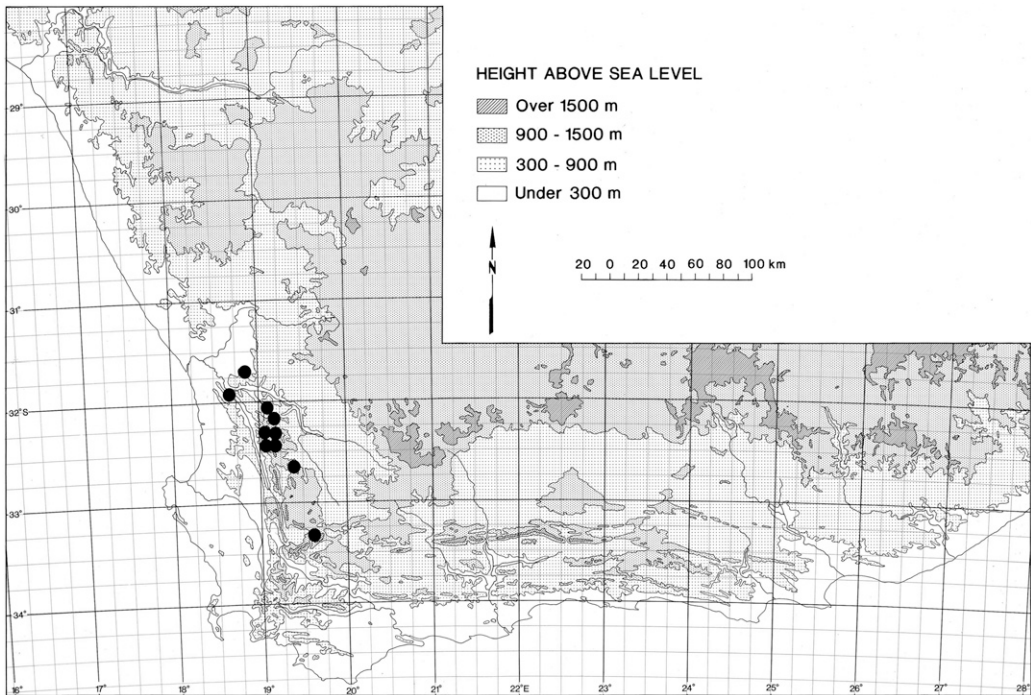 HEIGHT ABOVE SEA LEVEL
Over 1500 m
900 - 1500 m
300 - 900 m
Under 300 m
N
20 0 20 40 60 80 100 km
29°
30°
31°
32°S
33°
34°
16° 17° 18° 19° 20° 21° 22°E 23° 24° 25° 26° 27° 28°